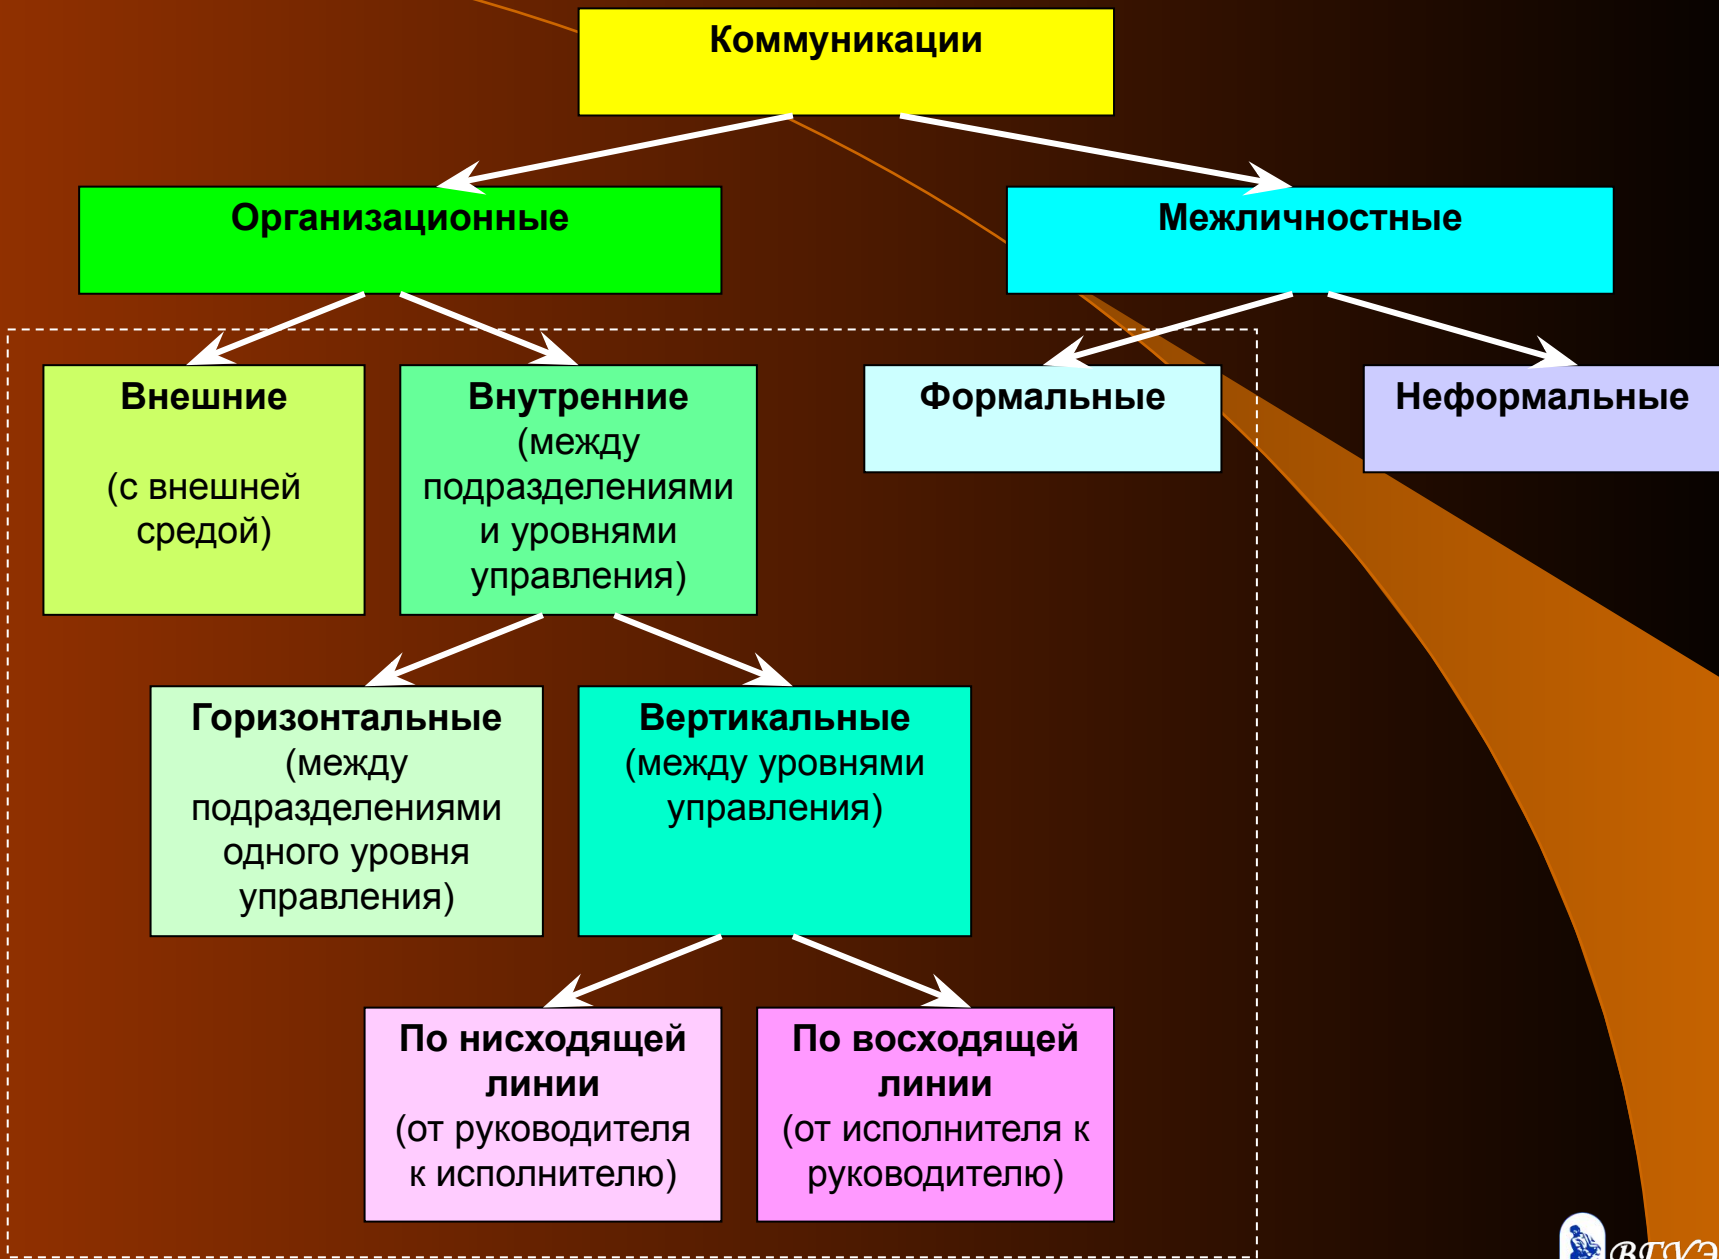 Коммуникации
Организационные
Межличностные
Внешние
(с внешней
средой)
Внутренние
(между
подразделениями
и уровнями
управления)
Формальные
Неформальные
Горизонтальные
(между
подразделениями
одного уровня
управления)
Вертикальные
(между уровнями
управления)
По нисходящей
линии
(от руководителя
к исполнителю)
По восходящей
линии
(от исполнителя к
руководителю)